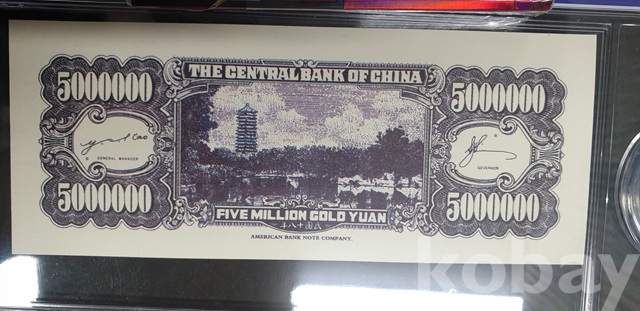 THE CENTRAL BANK OF CHINA
5000000
5000000
GENERAL MANAGER
GOVERNOR
5000000
5000000
FIVE MILLION GOLD YUAN
AMERICAN BANK NOTE COMPANY.
kobay